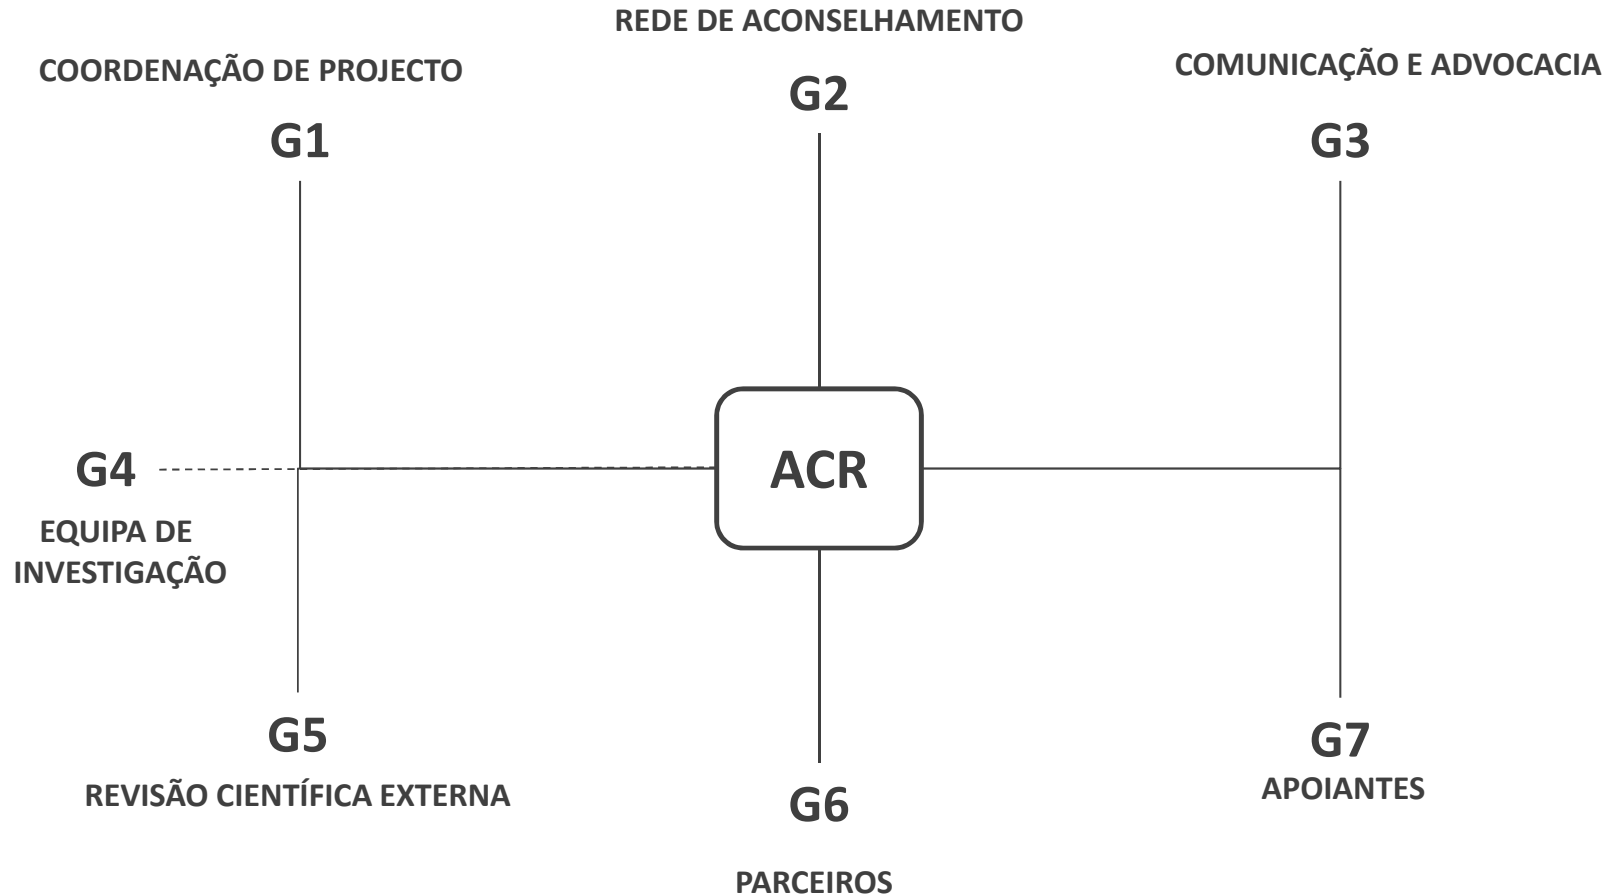 REDE DE ACONSELHAMENTO
COORDENAÇÃO DE PROJECTO
COMUNICAÇÃO E ADVOCACIA
G2
G1
G3
ACR
G4
EQUIPA DE
INVESTIGAÇÃO
G5
REVISÃO CIENTÍFICA EXTERNA
G7
APOIANTES
G6
PARCEIROS